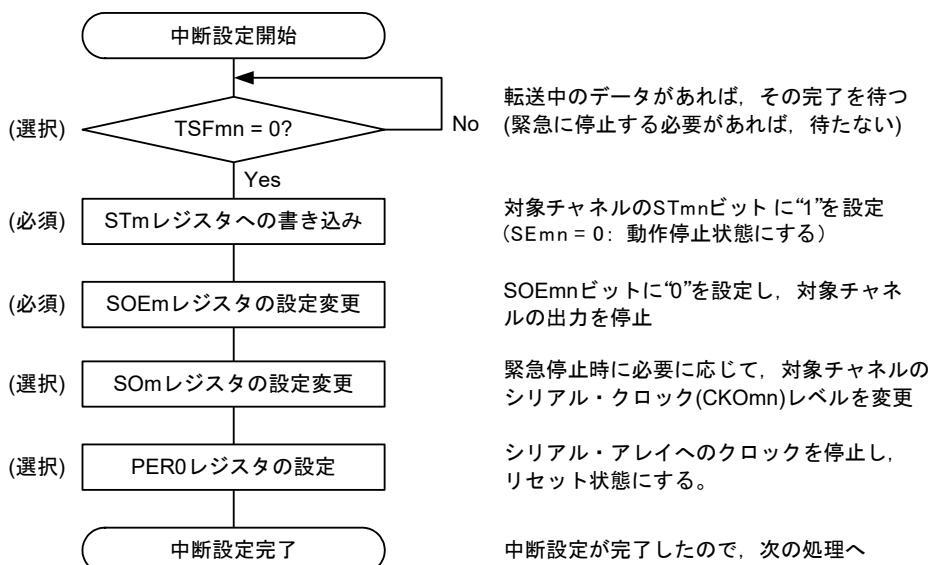 中断設定開始
(選択)
TSFmn = 0?
No
転送中のデータがあれば，その完了を待つ
(緊急に停止する必要があれば，待たない)
Yes
(必須)
STmレジスタへの書き込み
対象チャネルのSTmnビット に“1”を設定
（SEmn = 0： 動作停止状態にする）
(必須)
SOEmレジスタの設定変更
SOEmnビットに“0”を設定し，対象チャネ
ルの出力を停止
(選択)
SOmレジスタの設定変更
緊急停止時に必要に応じて，対象チャネルの
シリアル・クロック(CKOmn)レベルを変更
(選択)
PER0レジスタの設定
シリアル・アレイへのクロックを停止し，
リセット状態にする。
中断設定完了
中断設定が完了したので，次の処理へ